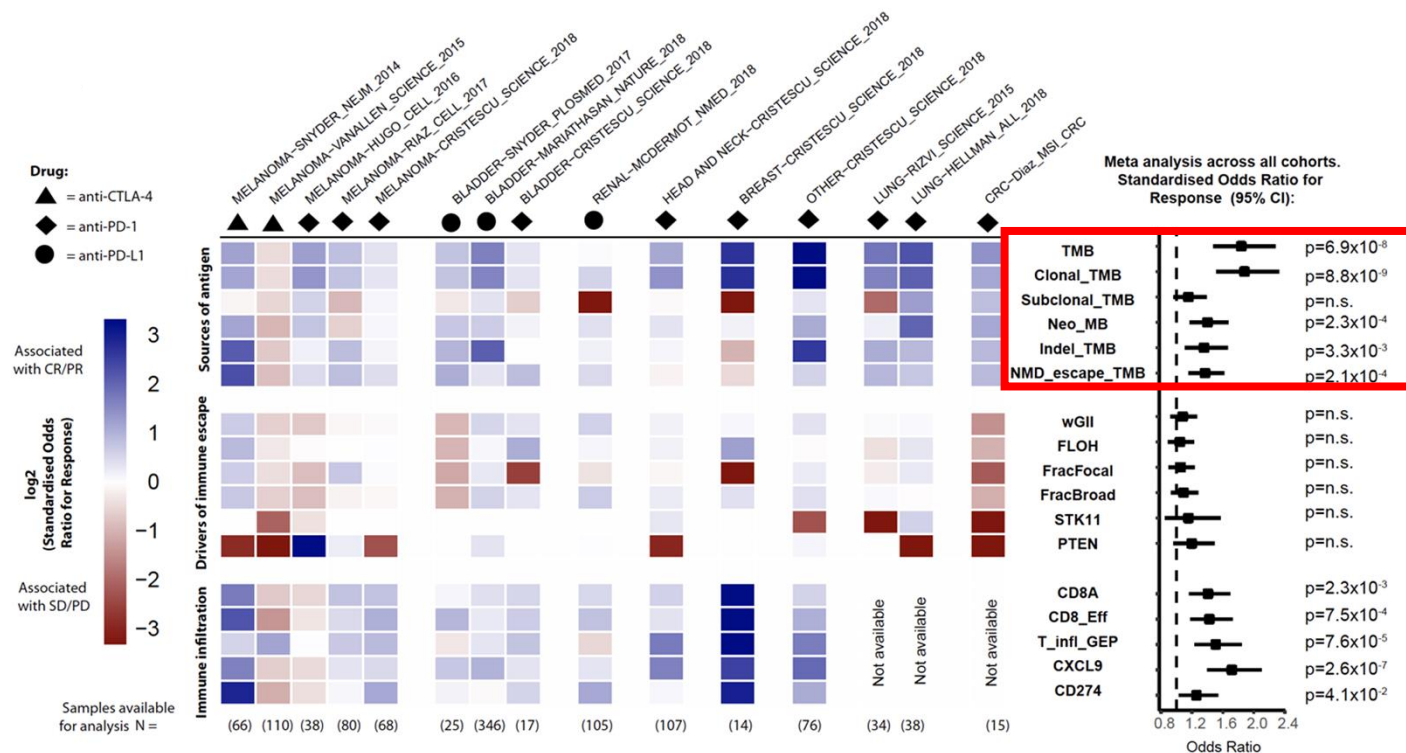 MELANOMA-SNYDER_NEJM_2014
MELANOMA-VANALLEN_SCIENCE_2015
MELANOMA-HUGO_CELL_2016
MELANOMA-RIAZ_CELL_2017
MELANOMA-CRISTESCU_SCIENCE_2018
BLADDER-SNYDER_PLOSMED_2017
BLADDER-MARIATHASAN_NATURE_2018
BLADDER-CRISTESCU_SCIENCE_2018
RENAL-MCDERMOT_NMED_2018
HEAD AND NECK-CRISTESCU_SCIENCE_2018
BREAST-CRISTESCU_SCIENCE_2018
OTHER-CRISTESCU_SCIENCE_2018
LUNG-RIZVI_SCIENCE_2015
LUNG-HELLMAN_ALL_2018
CRC-Diaz_MSI_CRC
Drug:
= anti-CTLA-4
= anti-PD-1
= anti-PD-L1
Meta analysis across all cohorts.
Standardised Odds Ratio for
Response (95% CI):
Associated
with CR/PR
log2
(Standardised Odds
Ratio for Response)
Associated
with SD/PD
3
2
1
0
−1
−2
−3
Sources of antigen
Drivers of immune escape
Immune infiltration
TMB p=6.9x10-8
Clonal_TMB p=8.8x10-9
Subclonal_TMB p=n.s.
Neo_MB p=2.3x10-4
Indel_TMB p=3.3x10-3
NMD_escape_TMB p=2.1x10-4
wGII p=n.s.
FLOH p=n.s.
FracFocal p=n.s.
FracBroad p=n.s.
STK11 p=n.s.
PTEN p=n.s.
CD8A p=2.3x10-3
CD8_Eff p=7.5x10-4
T_infl_GEP p=7.6x10-5
CXCL9 p=2.6x10-7
CD274 p=4.1x10-2
Not available
Not available
Not available
Samples available
for analysis N =
(66) (110) (38) (80) (68) (25) (346) (17) (105) (107) (14) (76) (34) (38) (15)
0.8 1.2 1.6 2.0 2.4
Odds Ratio